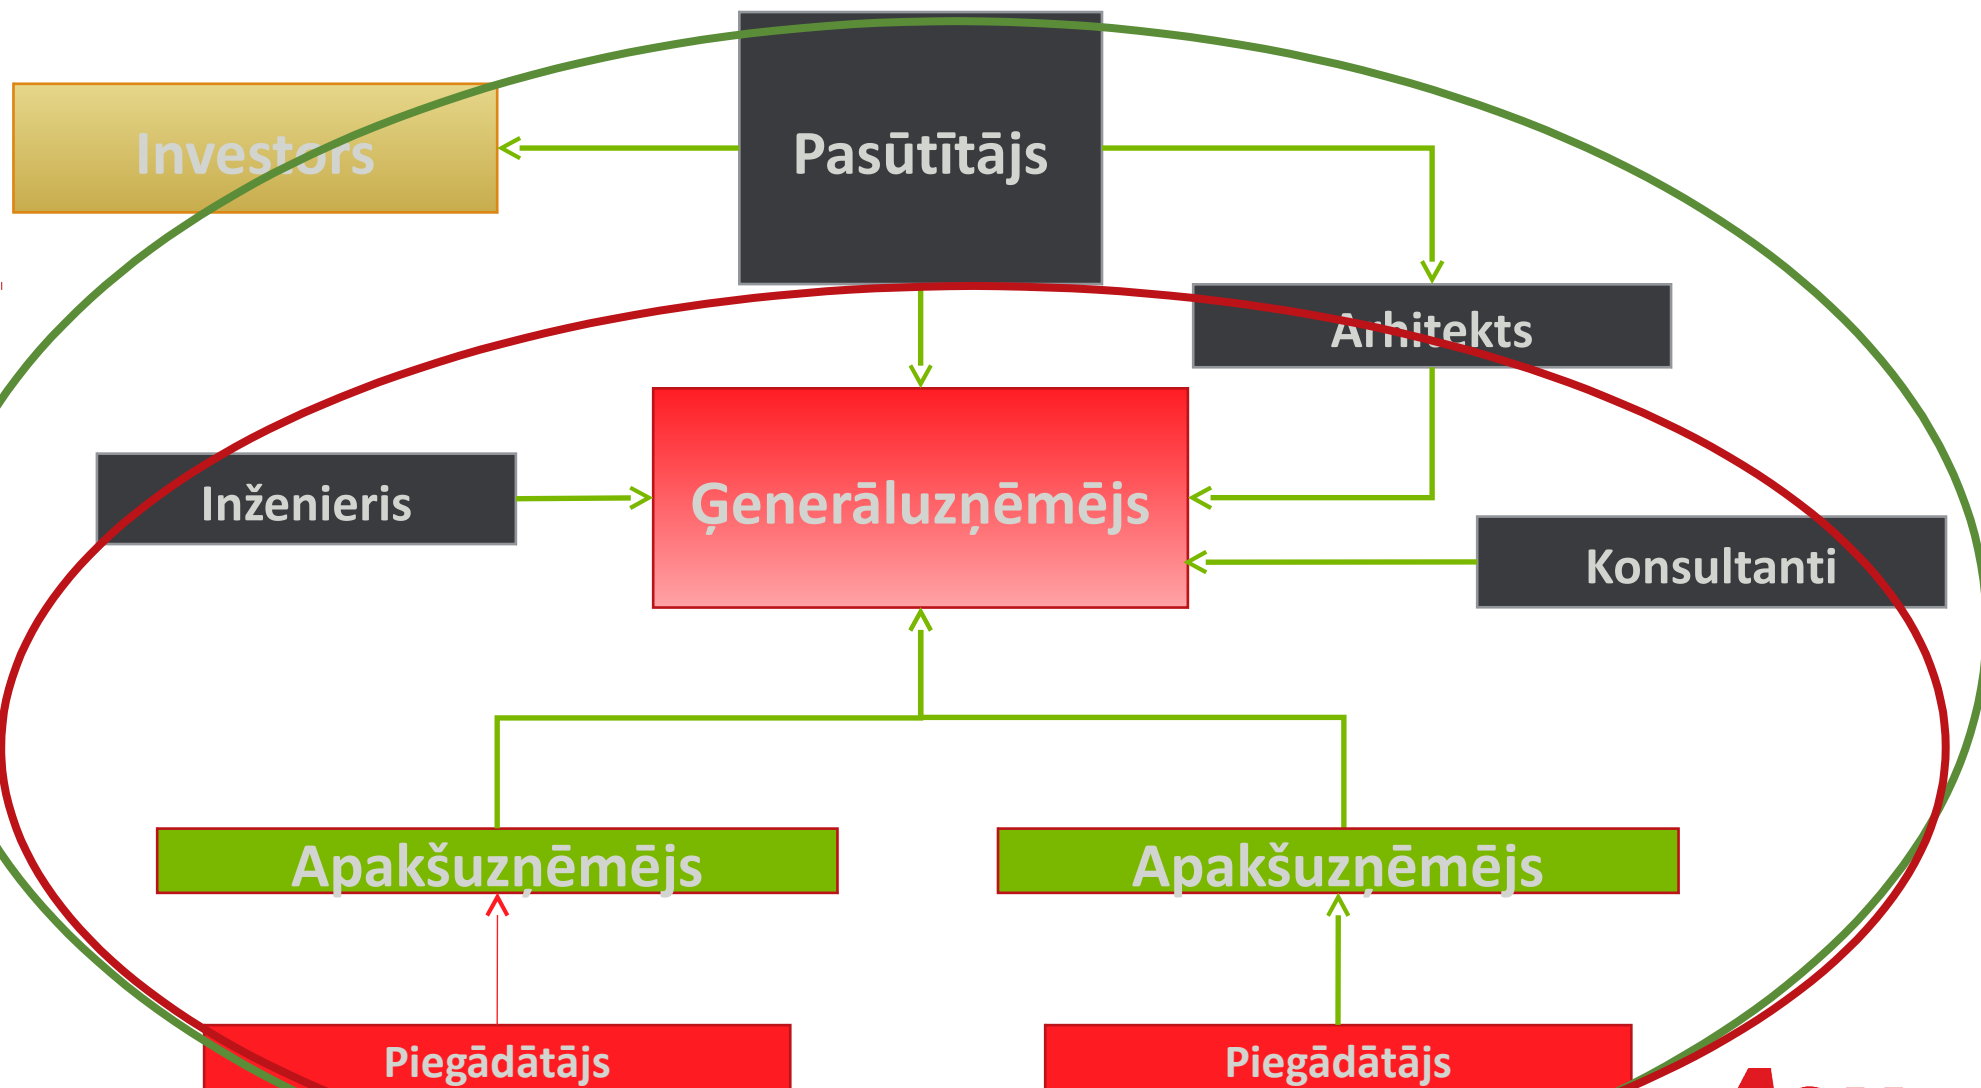 Pasūtītājs
Investors
Arhitekts
Inženieris
Ģenerāluzņēmējs
Konsultanti
Apakšuzņēmējs
Apakšuzņēmējs
Piegādātājs
Piegādātājs